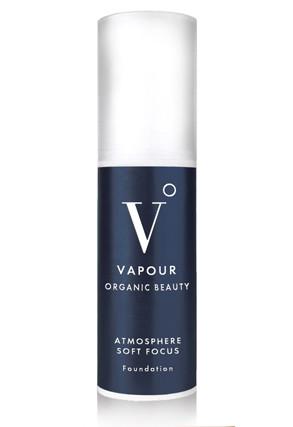 V°
VAPOUR
ORGANIC BEAUTY
ATMOSPHERE
SOFT FOCUS
Foundation